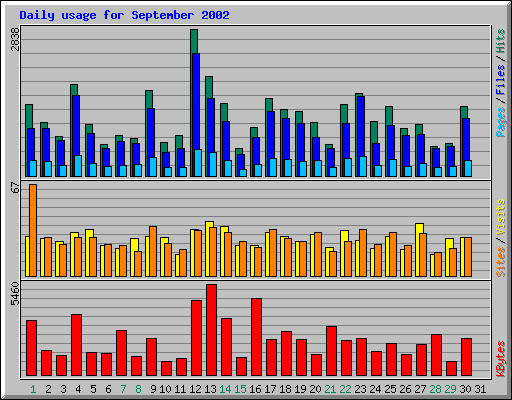 Daily usage for September 2002
2838
Pages / Files / Hits
67
Sites / Visits
5460
KBytes
1 2 3 4 5 6 7 8 9 10 11 12 13 14 15 16 17 18 19 20 21 22 23 24 25 26 27 28 29 30 31